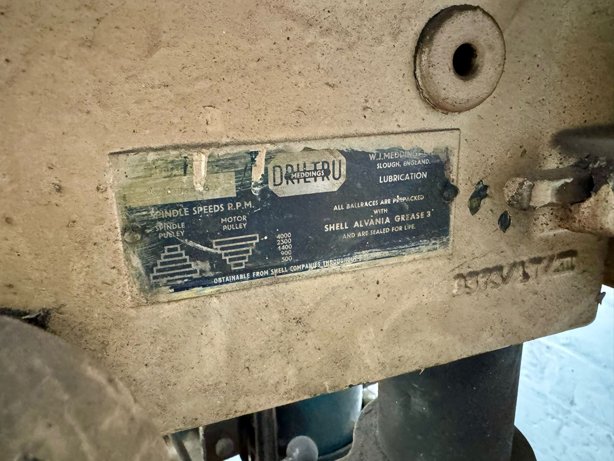 DRILTRU
MEDDINGS
W.J.MEDDINGS
SLOUGH, ENGLAND.
LUBRICATION
SPINDLE SPEEDS R.P.M.
SPINDLE PULLEY
MOTOR PULLEY
4000
2500
1400
900
500
ALL BALLRACES ARE PREPACKED
WITH
SHELL ALVANIA GREASE 3
AND ARE SEALED FOR LIFE.
OBTAINABLE FROM SHELL COMPANIES THROUGHOUT